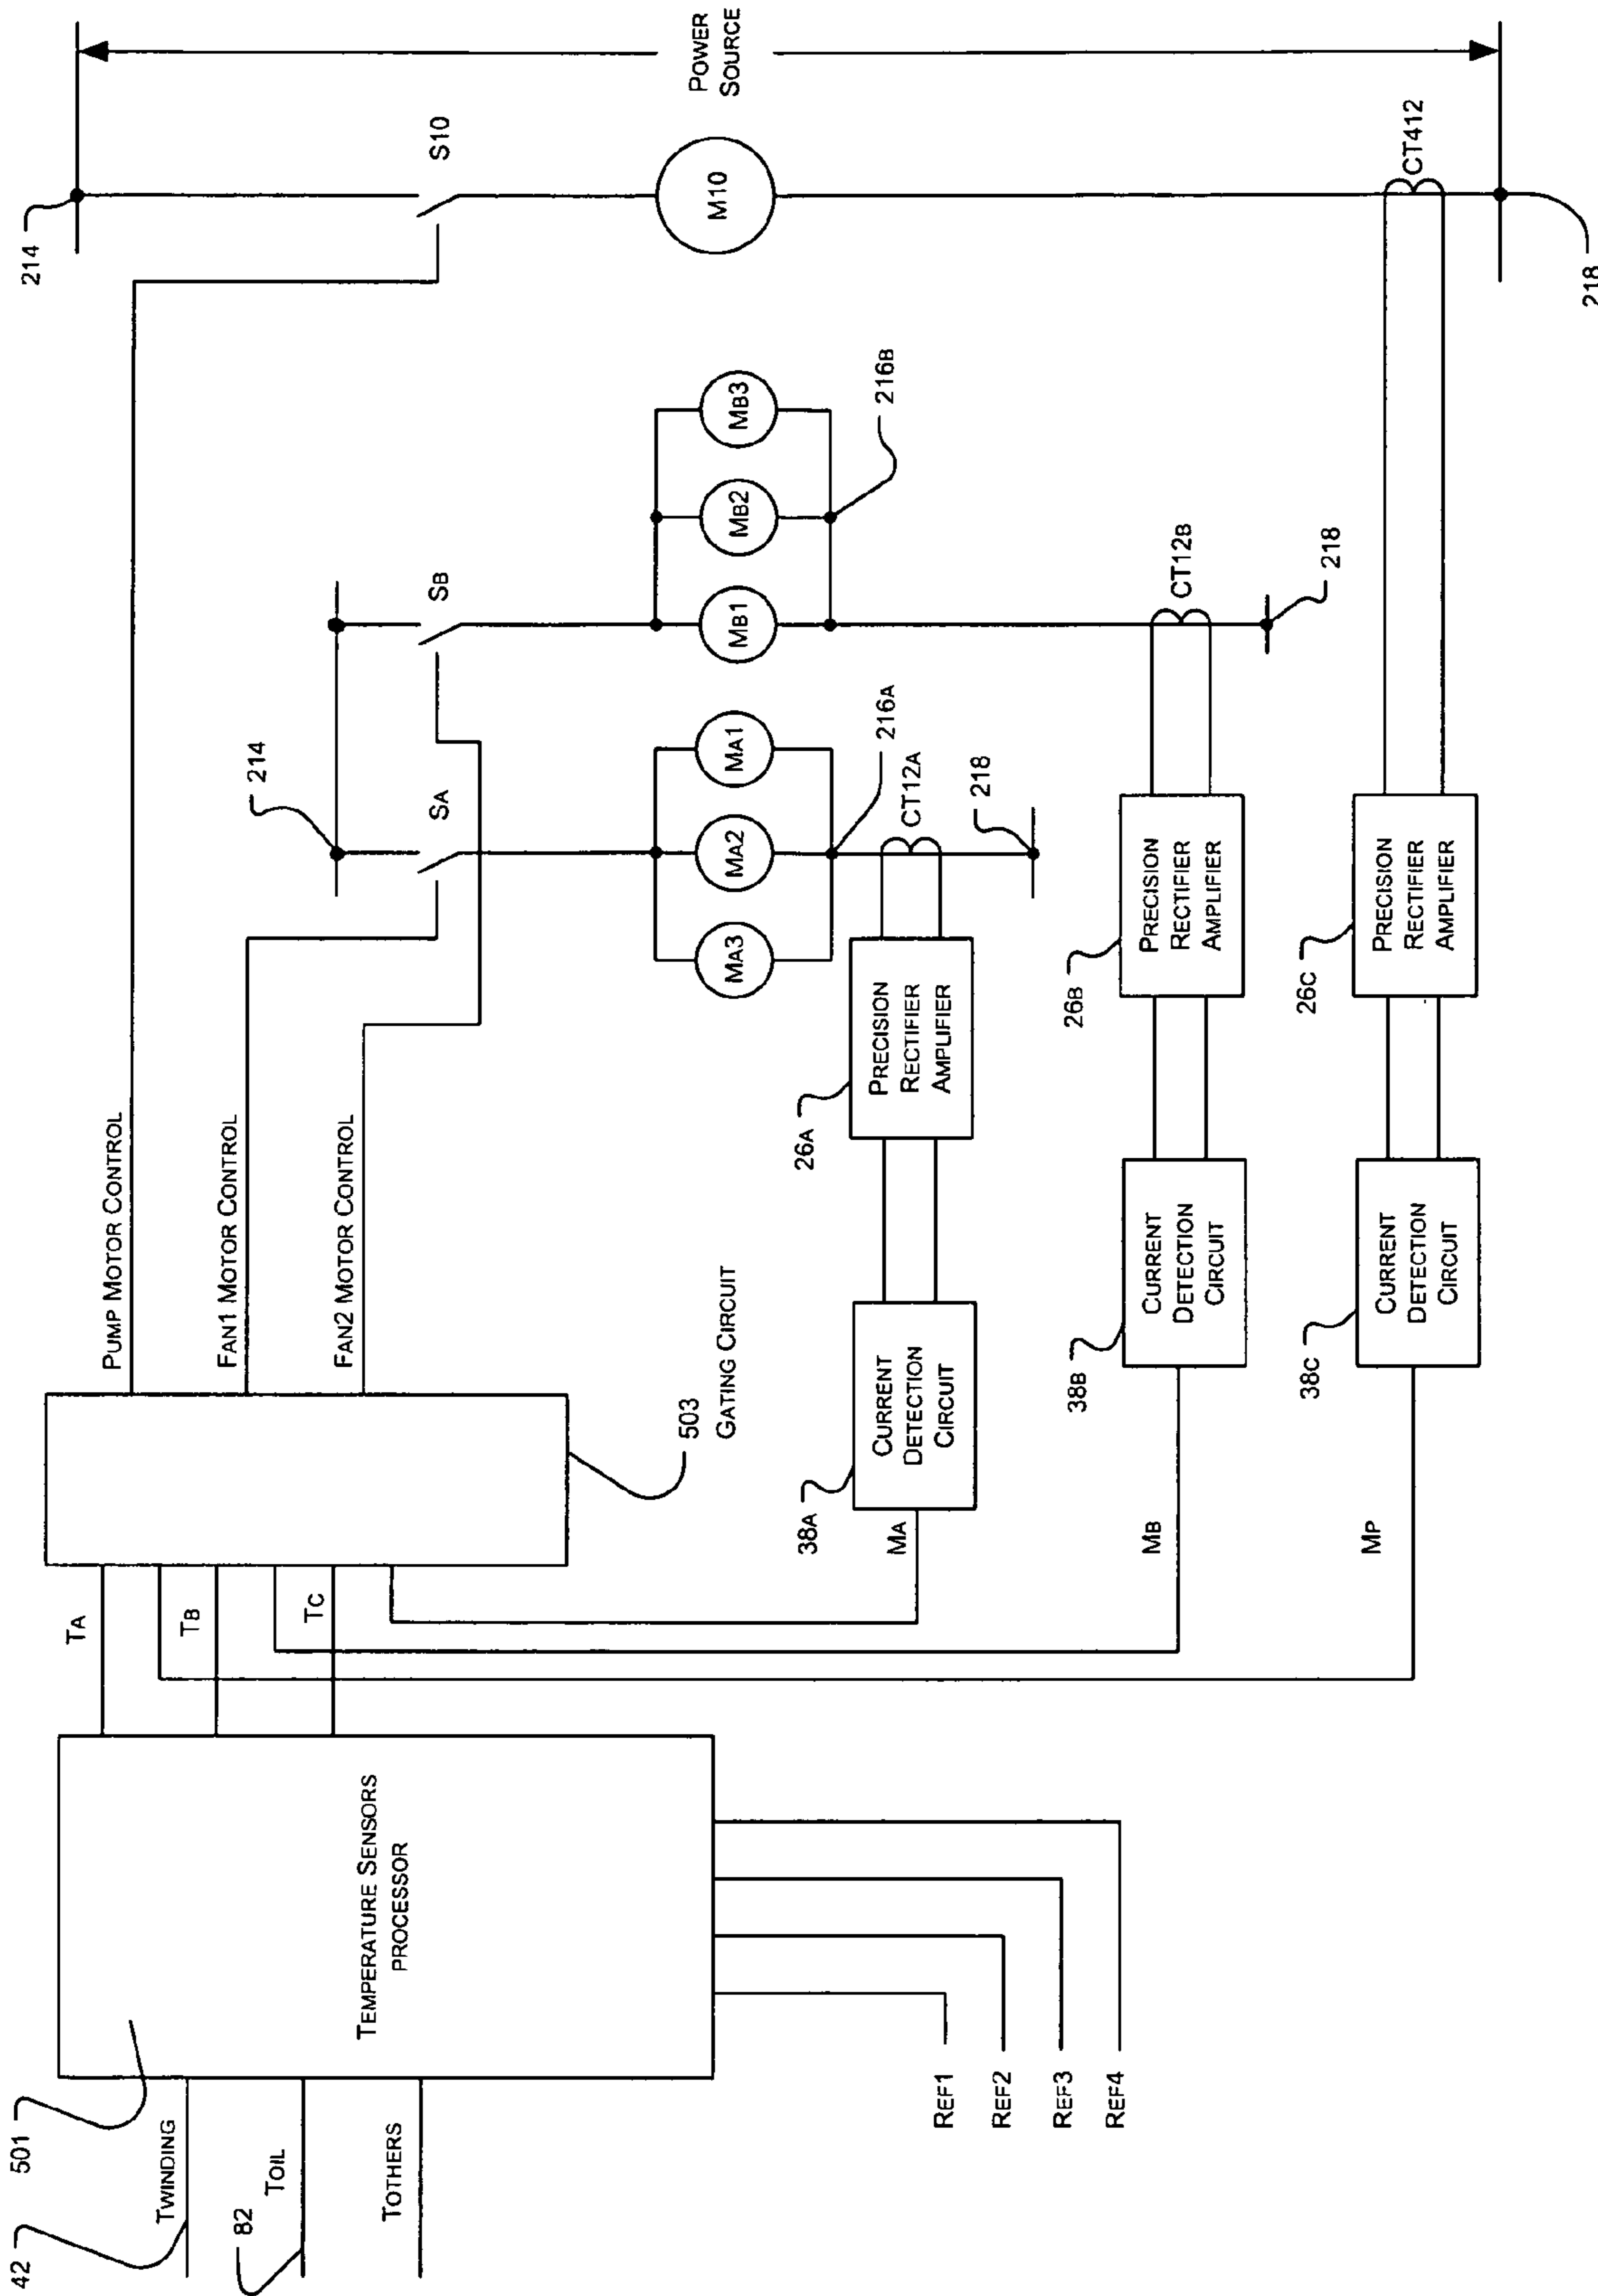 42
501
TWINDING
82
TOIL
TOTHERS
TEMPERATURE SENSORS
PROCESSOR
REF1
REF2
REF3
REF4
TA
TB
TC
503
GATING CIRCUIT
PUMP MOTOR CONTROL
FAN1 MOTOR CONTROL
FAN2 MOTOR CONTROL
MA
38A
CURRENT
DETECTION
CIRCUIT
26A
PRECISION
RECTIFIER
AMPLIFIER
MB
38B
CURRENT
DETECTION
CIRCUIT
26B
PRECISION
RECTIFIER
AMPLIFIER
MP
38C
CURRENT
DETECTION
CIRCUIT
26C
PRECISION
RECTIFIER
AMPLIFIER
214
SA
MA3
MA2
MA1
216A
CT12A
218
SB
MB1
MB2
MB3
216B
CT12B
218
214
S10
M10
CT412
218
POWER
SOURCE